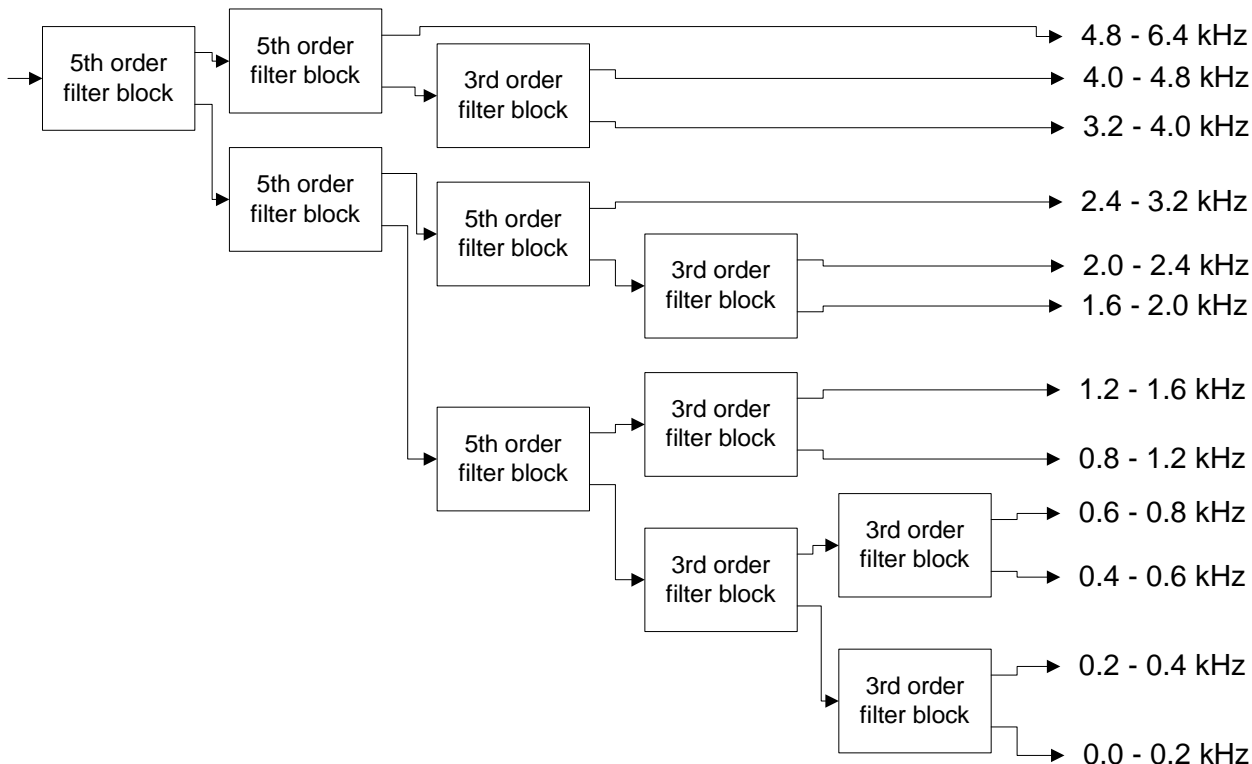 5th order
filter block
5th order
filter block
4.8 - 6.4 kHz
3rd order
filter block
4.0 - 4.8 kHz
3.2 - 4.0 kHz
5th order
filter block
5th order
filter block
2.4 - 3.2 kHz
3rd order
filter block
2.0 - 2.4 kHz
1.6 - 2.0 kHz
5th order
filter block
3rd order
filter block
1.2 - 1.6 kHz
0.8 - 1.2 kHz
3rd order
filter block
3rd order
filter block
0.6 - 0.8 kHz
0.4 - 0.6 kHz
3rd order
filter block
0.2 - 0.4 kHz
0.0 - 0.2 kHz